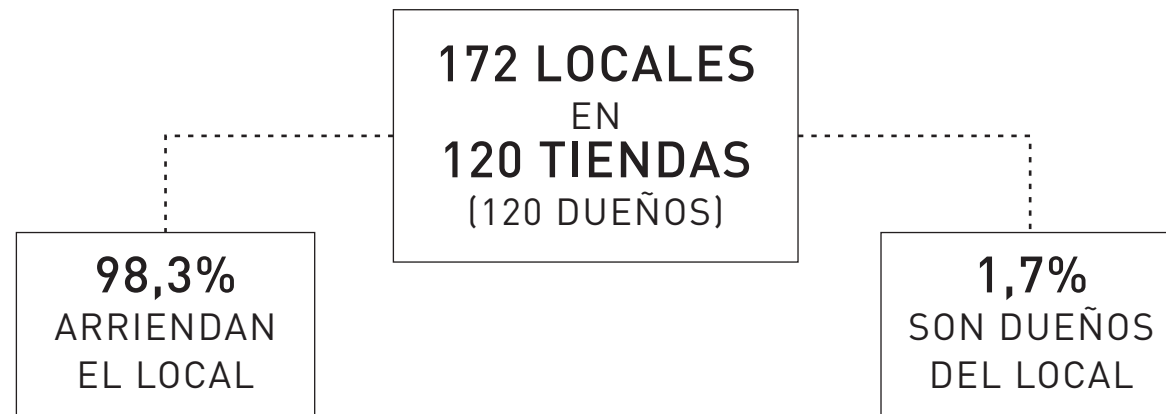 172 LOCALES
EN
120 TIENDAS
(120 DUEÑOS)
98,3%
ARRIENDAN
EL LOCAL
1,7%
SON DUEÑOS
DEL LOCAL